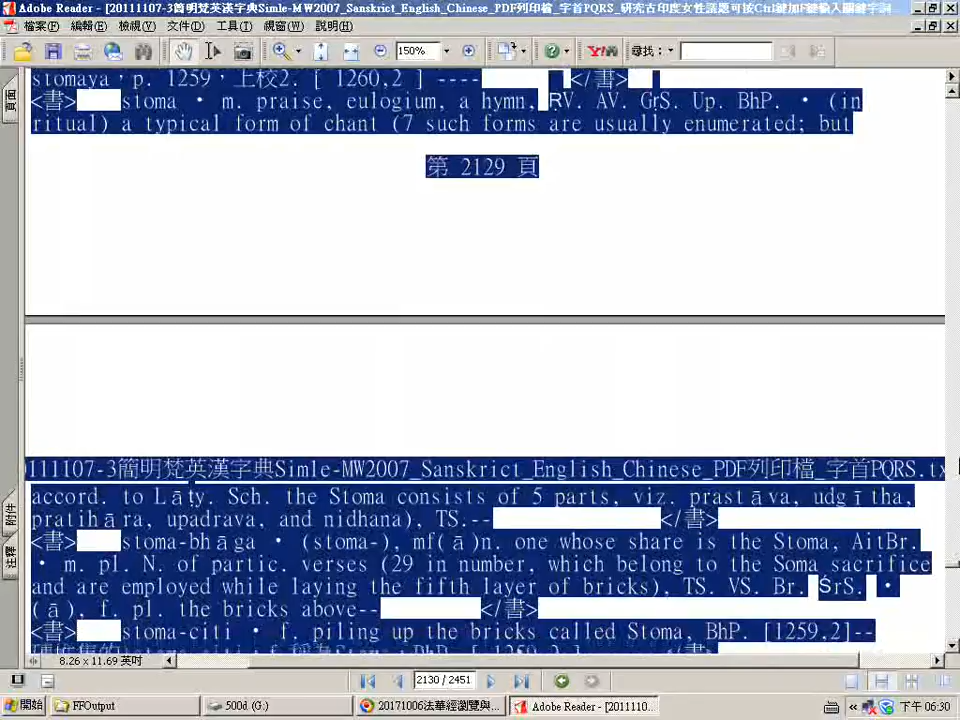 Adobe Reader - [20111107-3簡明梵英漢字典Simle-MW2007_Sanskrict_English_Chinese_PDF列印檔_字首PQRS_研究古印度女性議題可按Ctrl鍵加F鍵輸入關鍵字詞
檔案(F) 編輯(E) 檢視(V) 文件(D) 工具(T) 視窗(W) 說明(H)
150% Y! 尋找：
頁面
stomaya，p. 1259，上校2. [ 1260,2 ] ---- </書>
<書> stoma • m. praise, eulogium, a hymn, ṚV. AV. GṛS. Up. BhP. • (in
ritual) a typical form of chant (7 such forms are usually enumerated; but
第 2129 頁
0111107-3簡明梵英漢字典Simle-MW2007_Sanskrict_English_Chinese_PDF列印檔_字首PQRS.tx
accord. to Lāṭy. Sch. the Stoma consists of 5 parts, viz. prastāva, udgītha,
pratihāra, upadrava, and nidhana), TS.-- </書>
<書> stoma-bhāga • (stoma-), mf(ā)n. one whose share is the Stoma, AitBr.
• m. pl. N. of partic. verses (29 in number, which belong to the Soma sacrifice
and are employed while laying the fifth layer of bricks), TS. VS. Br. ŚrS. •
(ā), f. pl. the bricks above-- </書>
<書> stoma-citi • f. piling up the bricks called Stoma, BhP. [1259,2]--
附件
註釋
8.26 x 11.69 英吋
2130 / 2451
開始 FFOutput 500d (G:) 20171006法華經瀏覽與... Adobe Reader - [2011110... « 下午 06:30